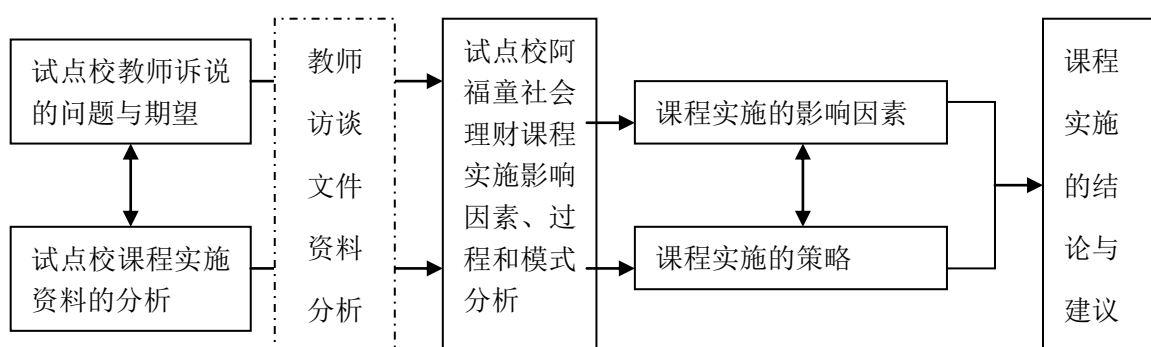 试点校教师诉说
的问题与期望
试点校课程实施
资料的分析
教师
访谈
文件
资料
分析
试点校阿
福童社会
理财课程
实施影响
因素、过
程和模式
分析
课程实施的影响因素
课程实施的策略
课程
实施
的结
论与
建议